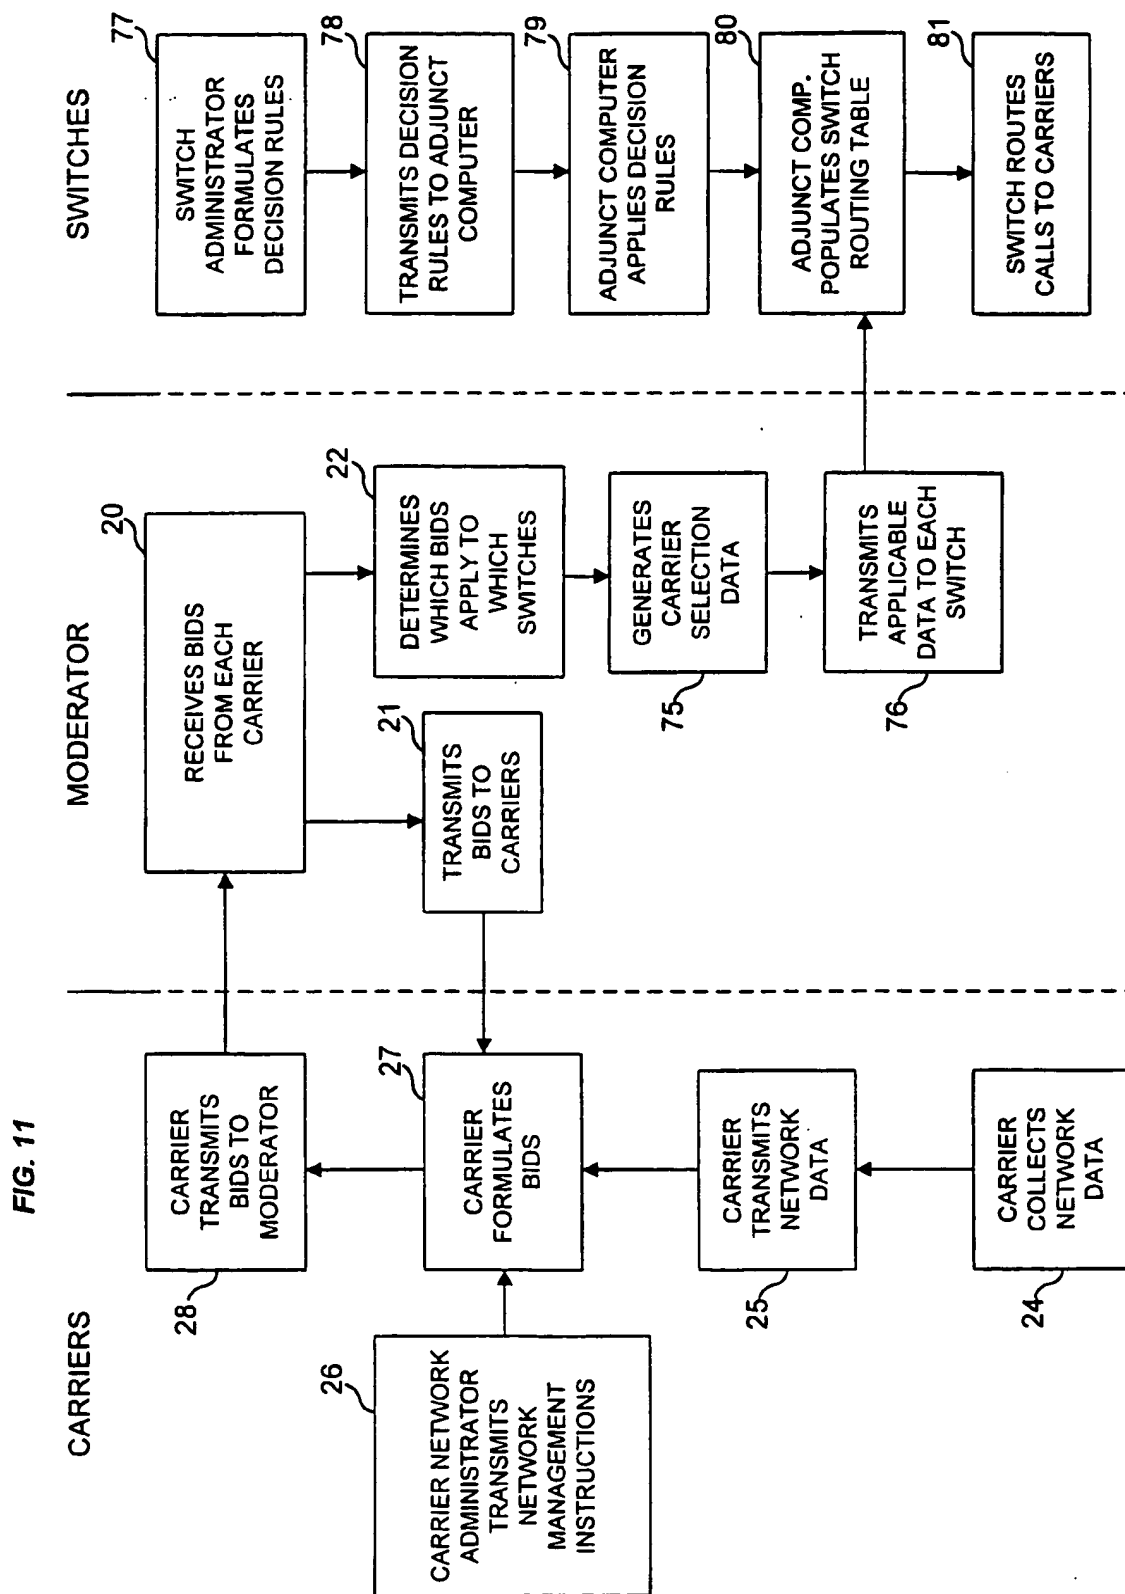 FIG. 11
CARRIERS
MODERATOR
SWITCHES
28
CARRIER
TRANSMITS
BIDS TO
MODERATOR
26
CARRIER NETWORK
ADMINISTRATOR
TRANSMITS
NETWORK
MANAGEMENT
INSTRUCTIONS
27
CARRIER
FORMULATES
BIDS
25
CARRIER
TRANSMITS
NETWORK
DATA
24
CARRIER
COLLECTS
NETWORK
DATA
20
RECEIVES BIDS
FROM EACH
CARRIER
21
TRANSMITS
BIDS TO
CARRIERS
22
DETERMINES
WHICH BIDS
APPLY TO
WHICH
SWITCHES
75
GENERATES
CARRIER
SELECTION
DATA
76
TRANSMITS
APPLICABLE
DATA TO EACH
SWITCH
77
SWITCH
ADMINISTRATOR
FORMULATES
DECISION RULES
78
TRANSMITS DECISION
RULES TO ADJUNCT
COMPUTER
79
ADJUNCT COMPUTER
APPLIES DECISION
RULES
80
ADJUNCT COMP.
POPULATES SWITCH
ROUTING TABLE
81
SWITCH ROUTES
CALLS TO CARRIERS